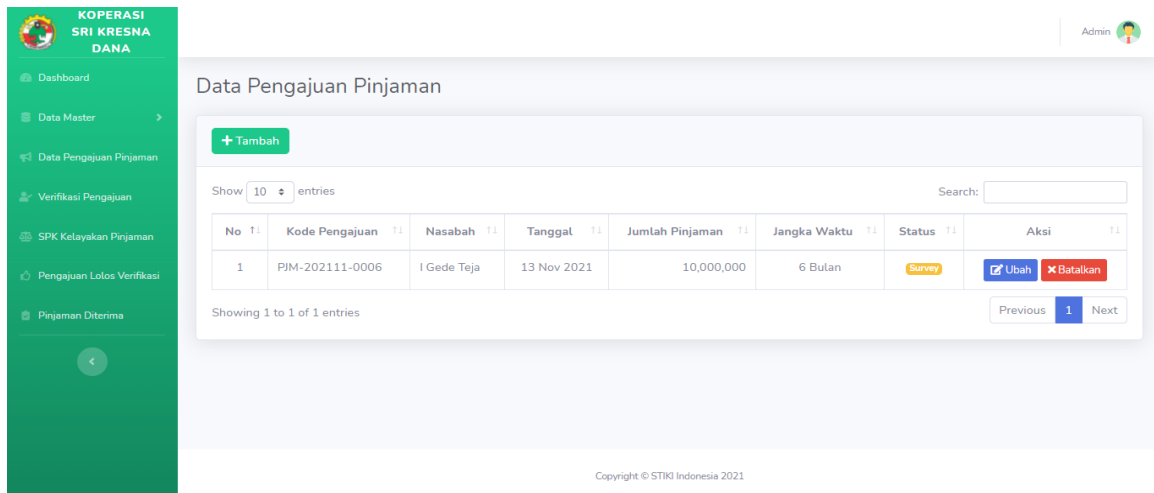 KOPERASI
SRI KRESNA
DANA
Admin
Dashboard
Data Master
Data Pengajuan Pinjaman
Verifikasi Pengajuan
SPK Kelayakan Pinjaman
Pengajuan Lolos Verifikasi
Pinjaman Diterima
Data Pengajuan Pinjaman
+ Tambah
Show 10 entries
Search:
No Kode Pengajuan Nasabah Tanggal Jumlah Pinjaman Jangka Waktu Status Aksi
1 PJM-202111-0006 I Gede Teja 13 Nov 2021 10,000,000 6 Bulan Survey Ubah Batalkan
Showing 1 to 1 of 1 entries
Previous 1 Next
Copyright © STIKI Indonesia 2021